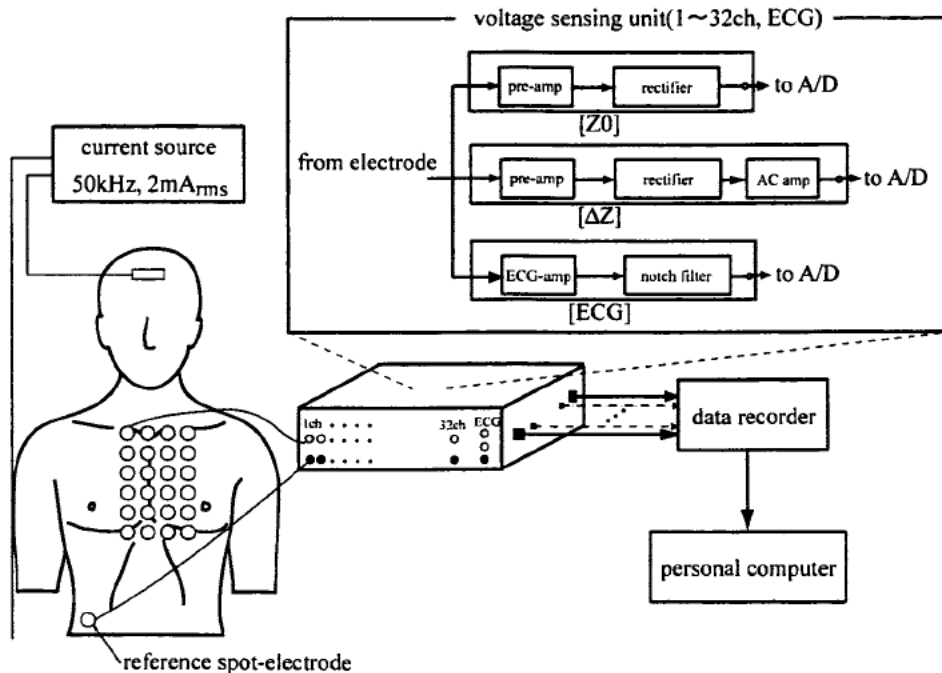 voltage sensing unit(1~32ch, ECG)
pre-amp
rectifier
to A/D
[Z0]
from electrode
pre-amp
rectifier
AC amp
to A/D
[ΔZ]
ECG-amp
notch filter
to A/D
[ECG]
current source
50kHz, 2mArms
1ch
32ch
ECG
data recorder
personal computer
reference spot-electrode